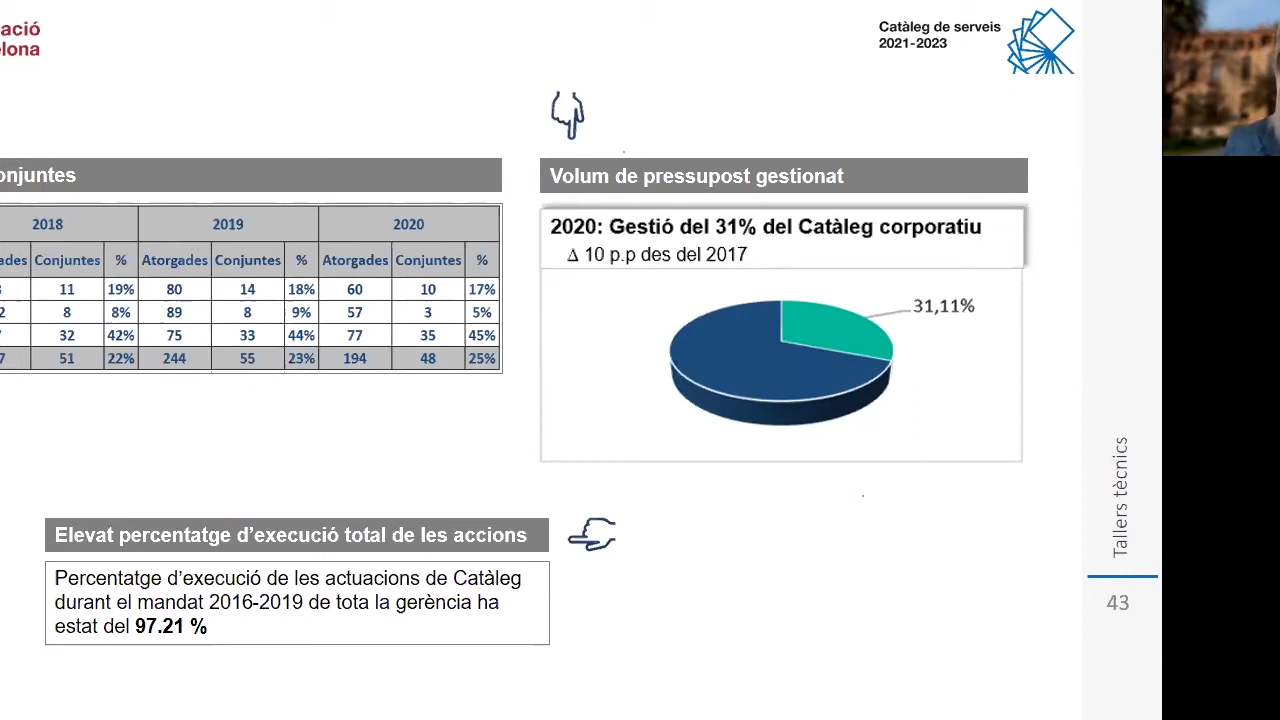 ació
elona
Catàleg de serveis
2021-2023
onjuntes
2018 2019 2020
ades Conjuntes % Atorgades Conjuntes % Atorgades Conjuntes %
11 19% 80 14 18% 60 10 17%
2 8 8% 89 8 9% 57 3 5%
32 42% 75 33 44% 77 35 45%
7 51 22% 244 55 23% 194 48 25%
Volum de pressupost gestionat
2020: Gestió del 31% del Catàleg corporatiu
Δ 10 p.p des del 2017
31,11%
Elevat percentatge d’execució total de les accions
Percentatge d’execució de les actuacions de Catàleg
durant el mandat 2016-2019 de tota la gerència ha
estat del 97.21 %
Tallers tècnics
43